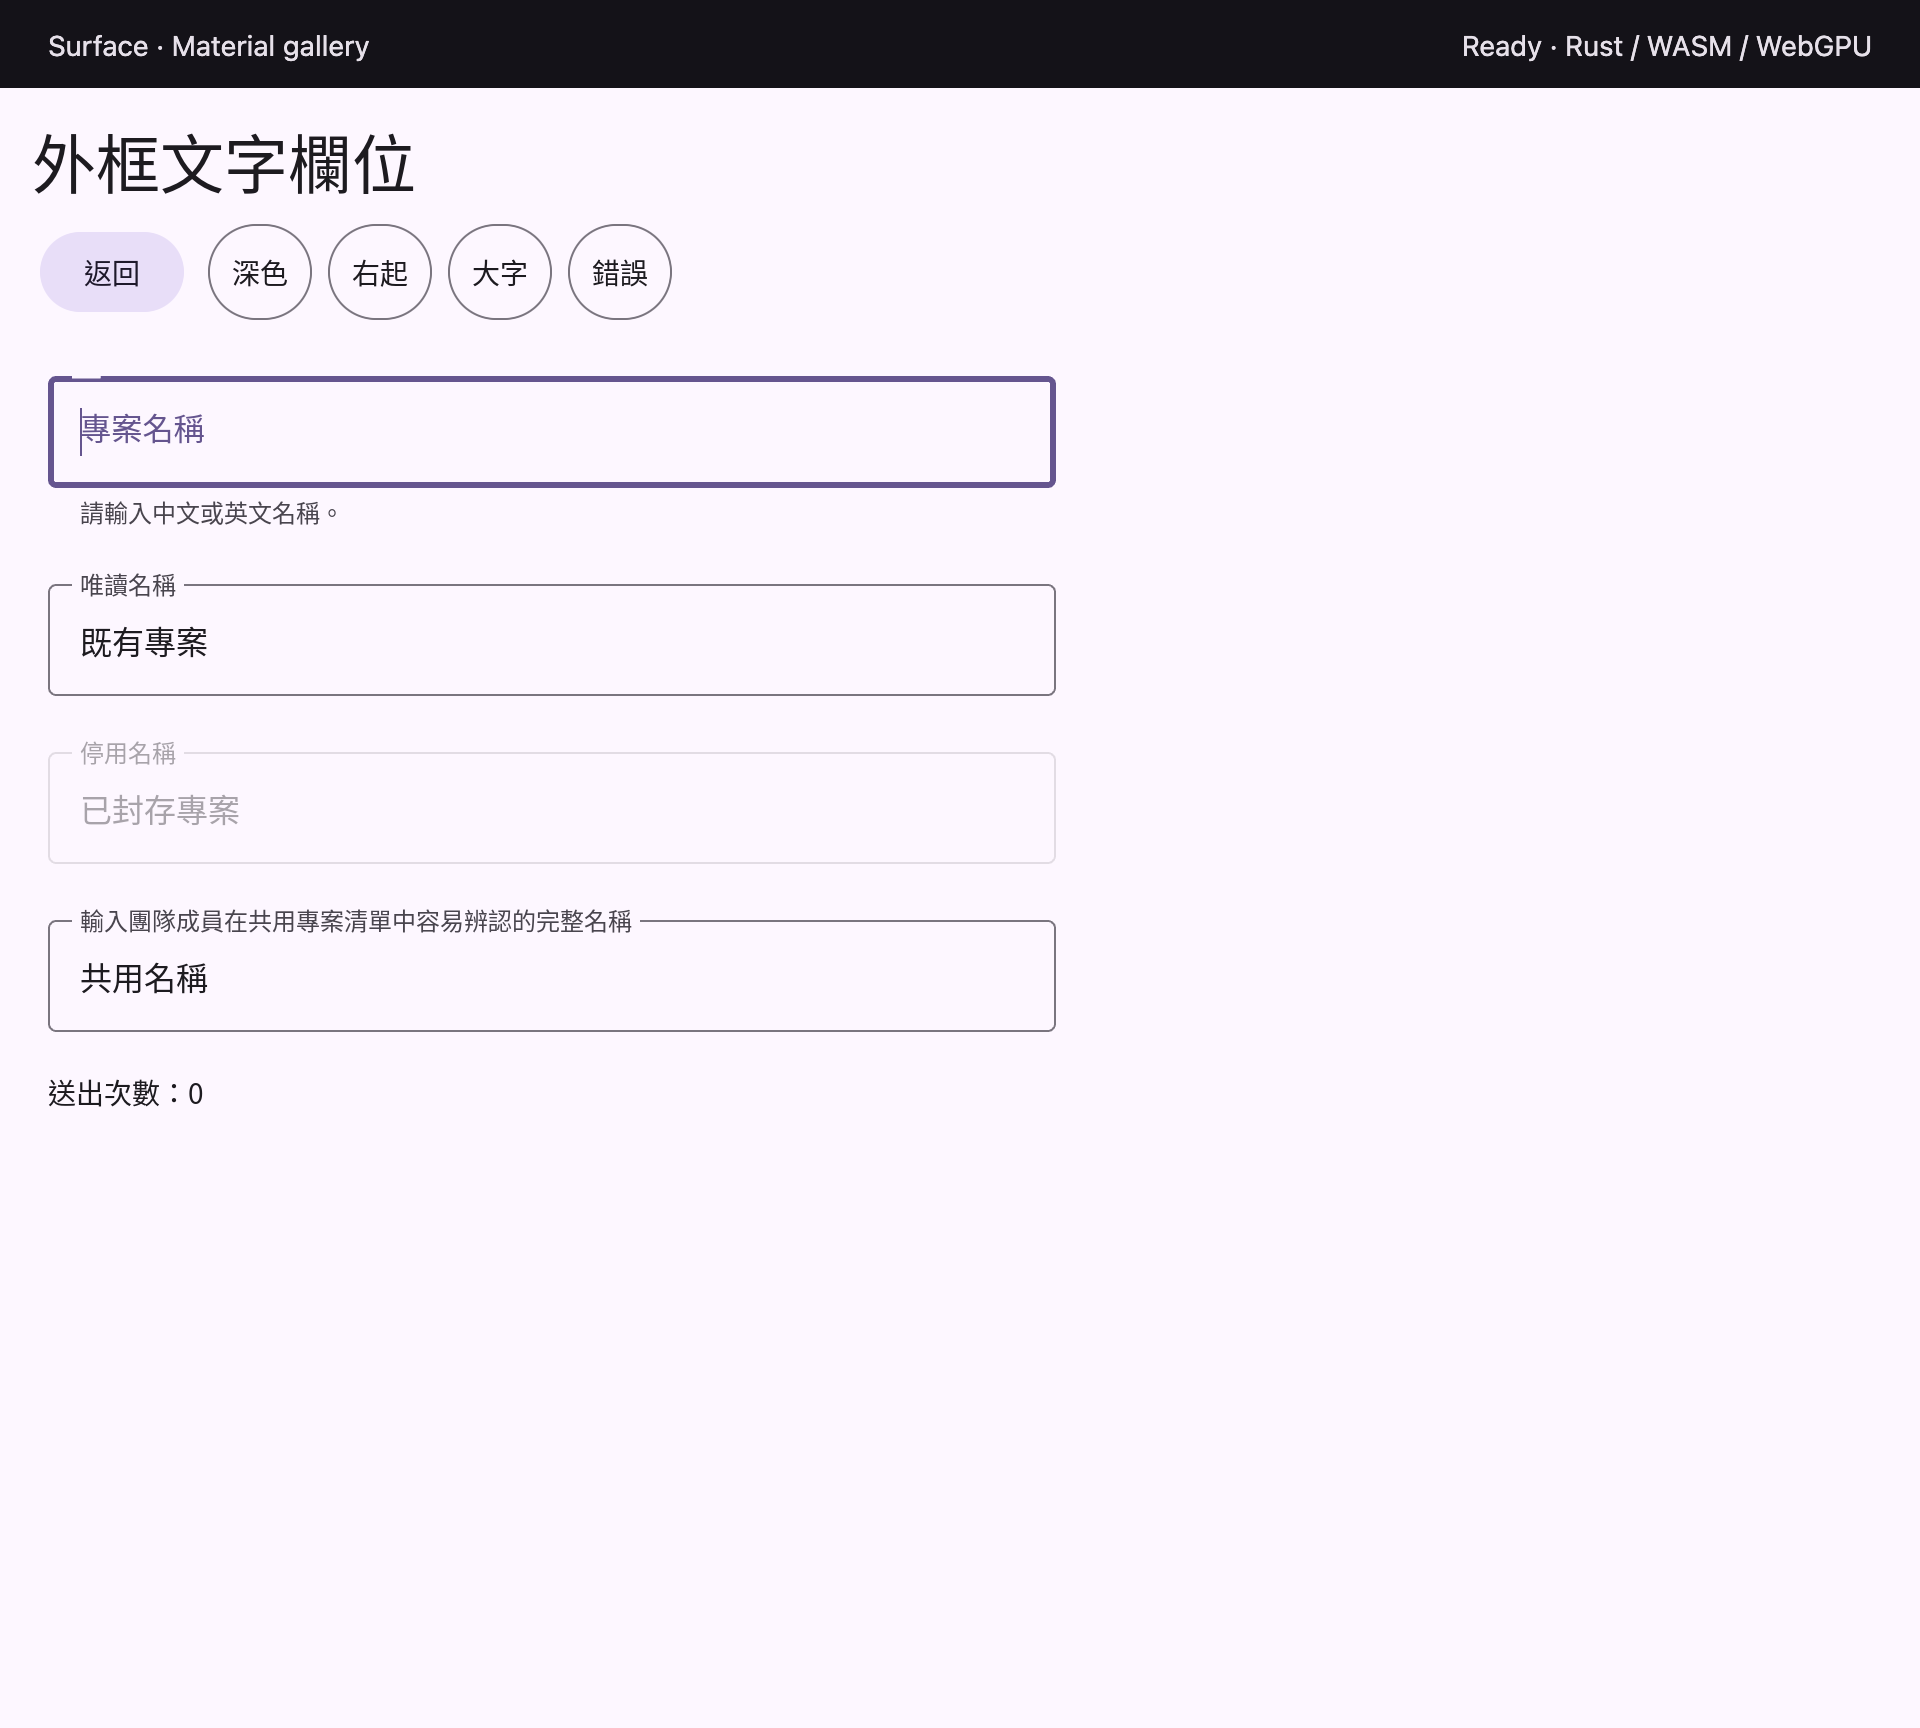 Surface · Material gallery
Ready · Rust / WASM / WebGPU
外框文字欄位
返回
深色
右起
大字
錯誤
專案名稱
請輸入中文或英文名稱。
唯讀名稱
既有專案
停用名稱
已封存專案
輸入團隊成員在共用專案清單中容易辨認的完整名稱
共用名稱
送出次數：0